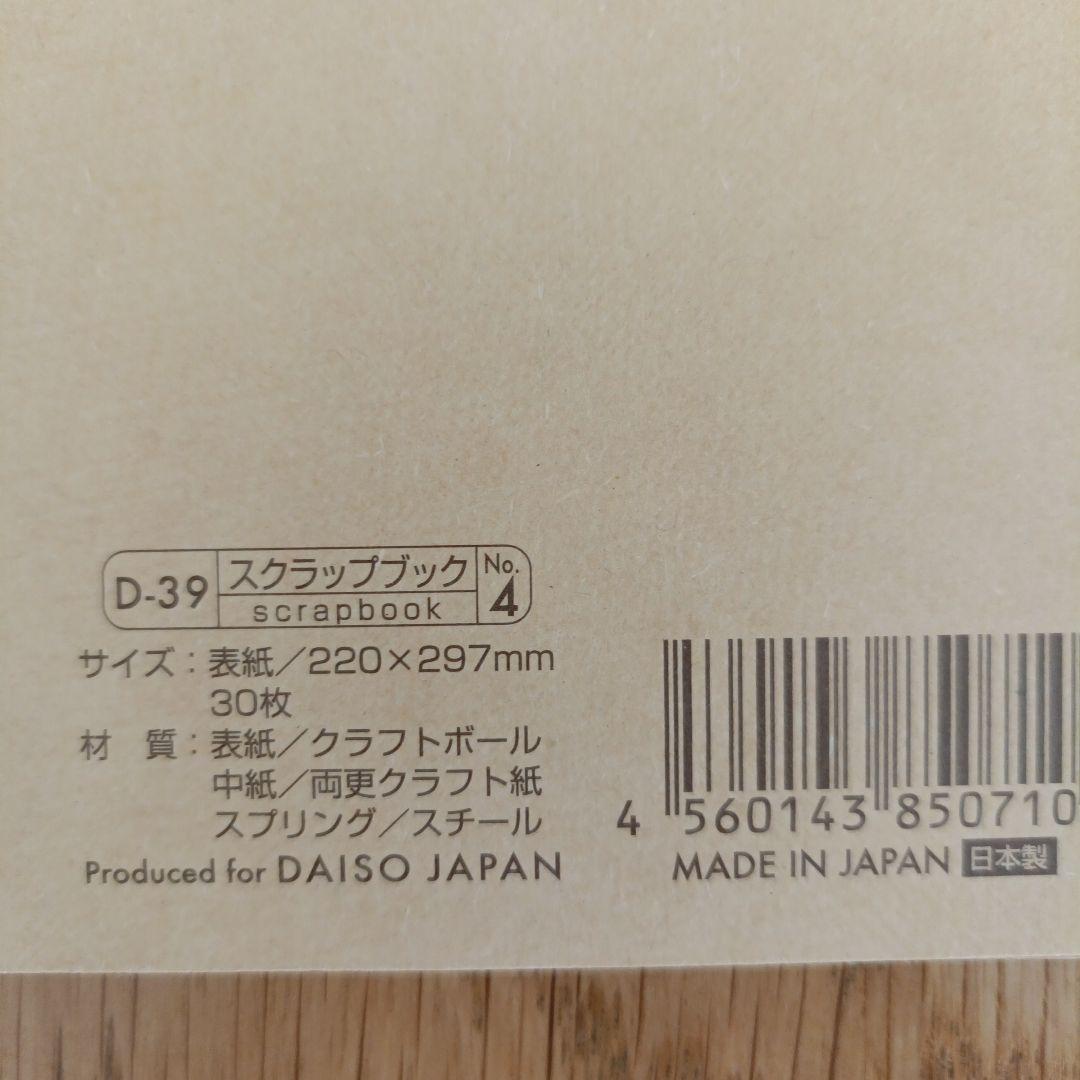 D-39 スクラップブック No.
scrapbook 4
サイズ：表紙／220×297mm
30枚
材　質：表紙／クラフトボール
中紙／両更クラフト紙
スプリング／スチール
Produced for DAISO JAPAN
4 560143 850710
MADE IN JAPAN 日本製